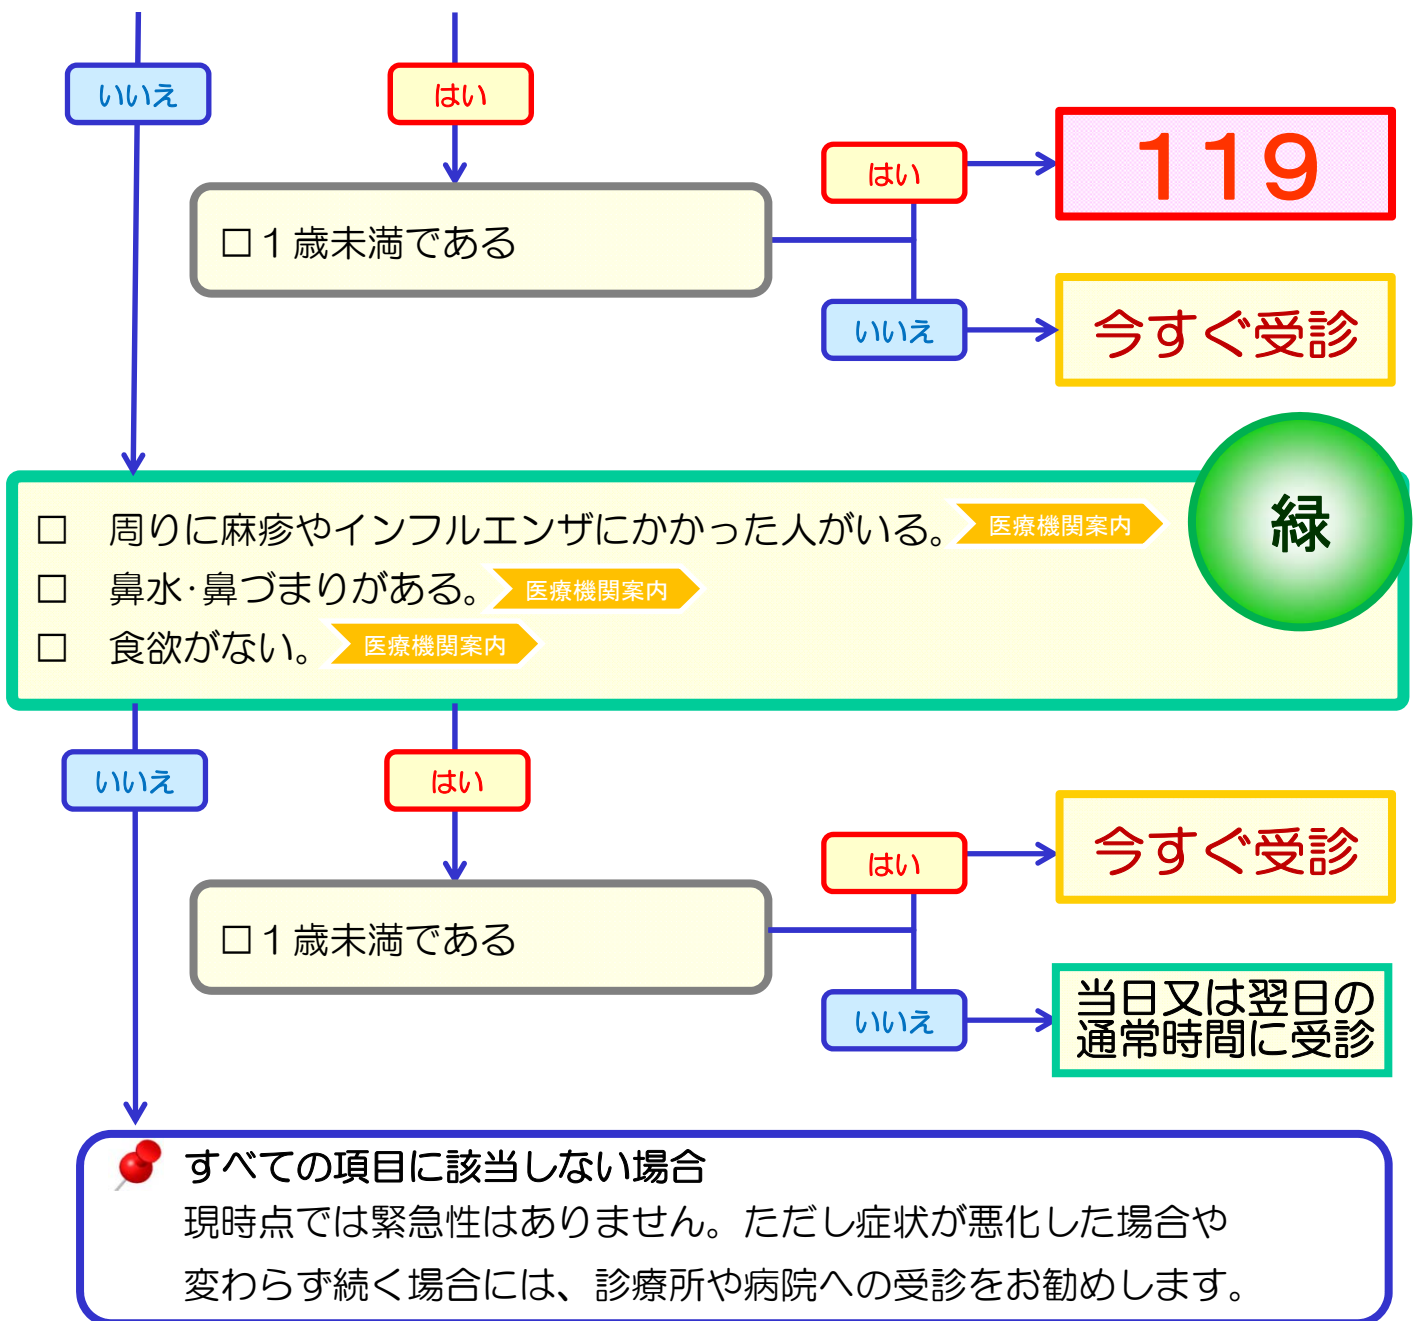 いいえ
はい
はい
119
□1歳未満である
いいえ
今すぐ受診
緑
□ 周りに麻疹やインフルエンザにかかった人がいる。 医療機関案内
□ 鼻水・鼻づまりがある。 医療機関案内
□ 食欲がない。 医療機関案内
いいえ
はい
はい
今すぐ受診
□1歳未満である
いいえ
当日又は翌日の
通常時間に受診
すべての項目に該当しない場合
現時点では緊急性はありません。ただし症状が悪化した場合や
変わらず続く場合には、診療所や病院への受診をお勧めします。